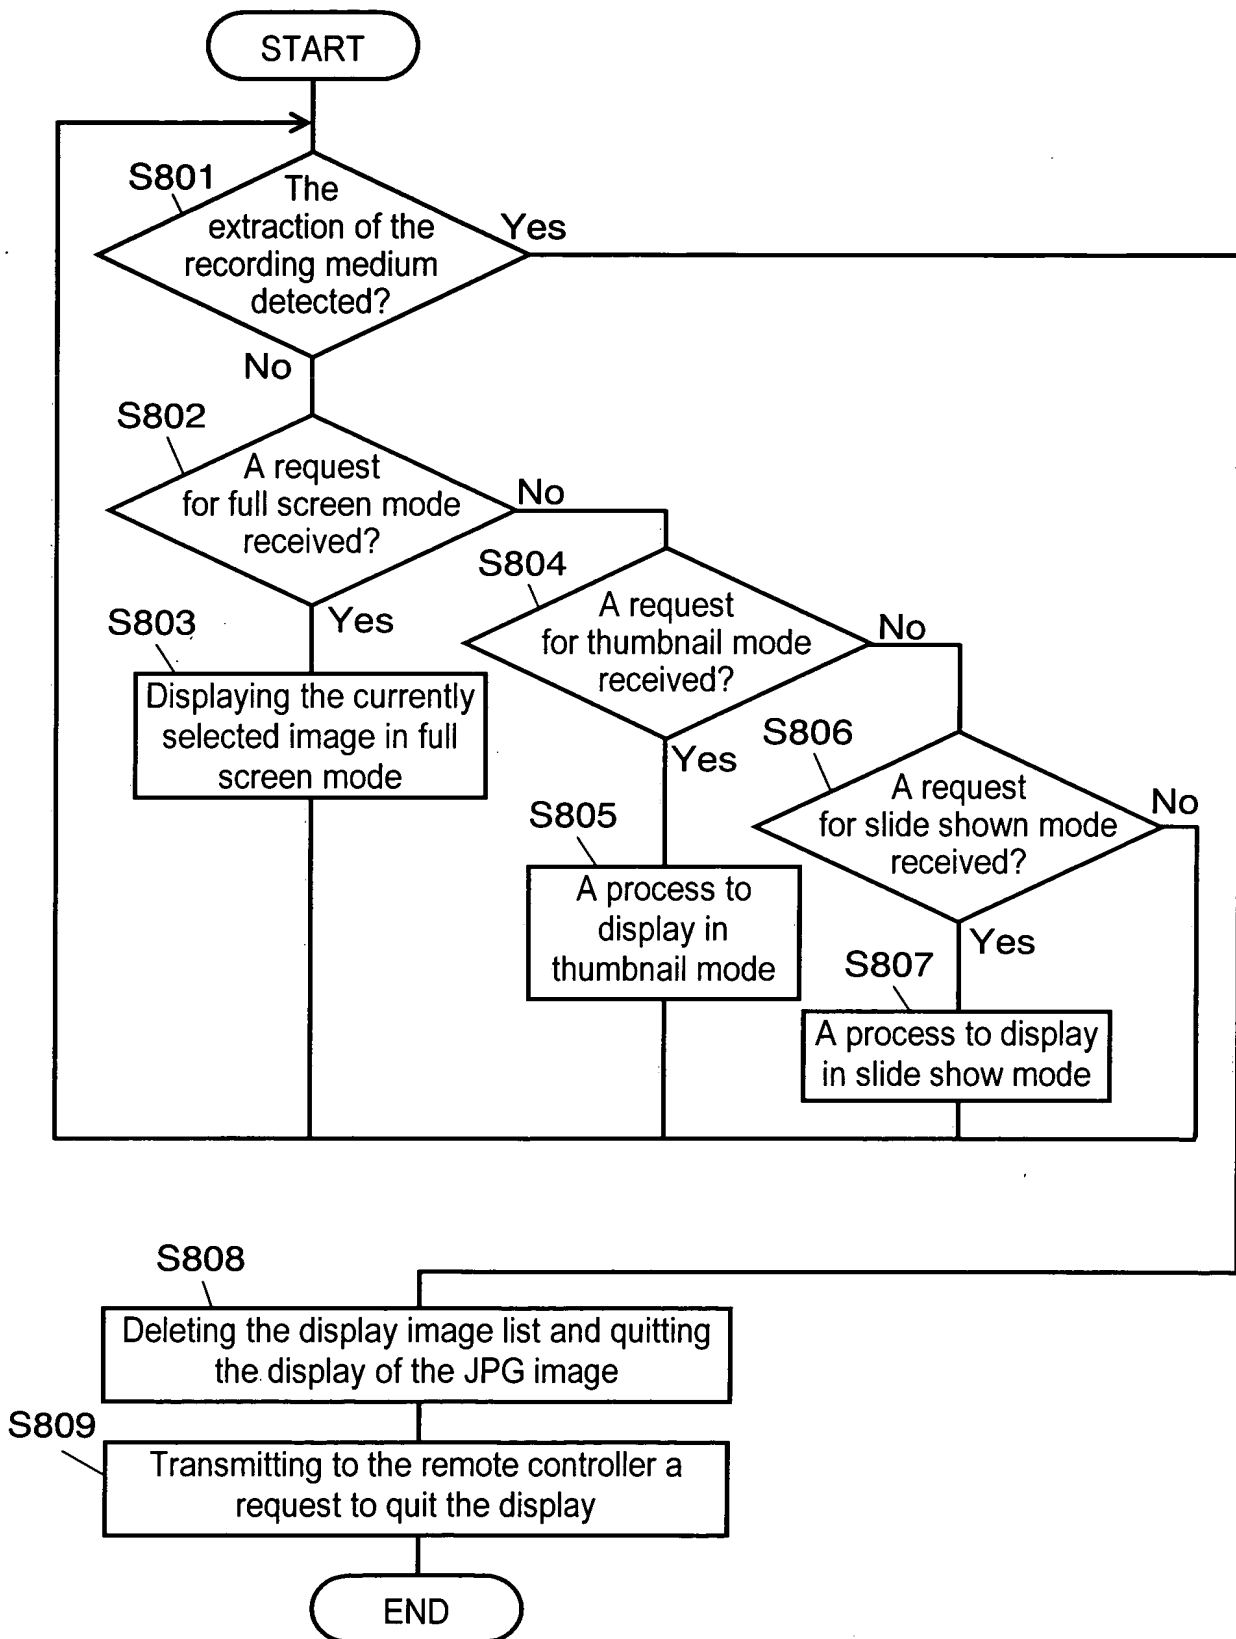 START
S801
The
extraction of the
recording medium
detected?
Yes
No
S802
A request
for full screen mode
received?
No
Yes
S803
Displaying the currently
selected image in full
screen mode
S804
A request
for thumbnail mode
received?
No
Yes
S805
A process to
display in
thumbnail mode
S806
A request
for slide shown mode
received?
No
Yes
S807
A process to display
in slide show mode
S808
Deleting the display image list and quitting
the display of the JPG image
S809
Transmitting to the remote controller a
request to quit the display
END